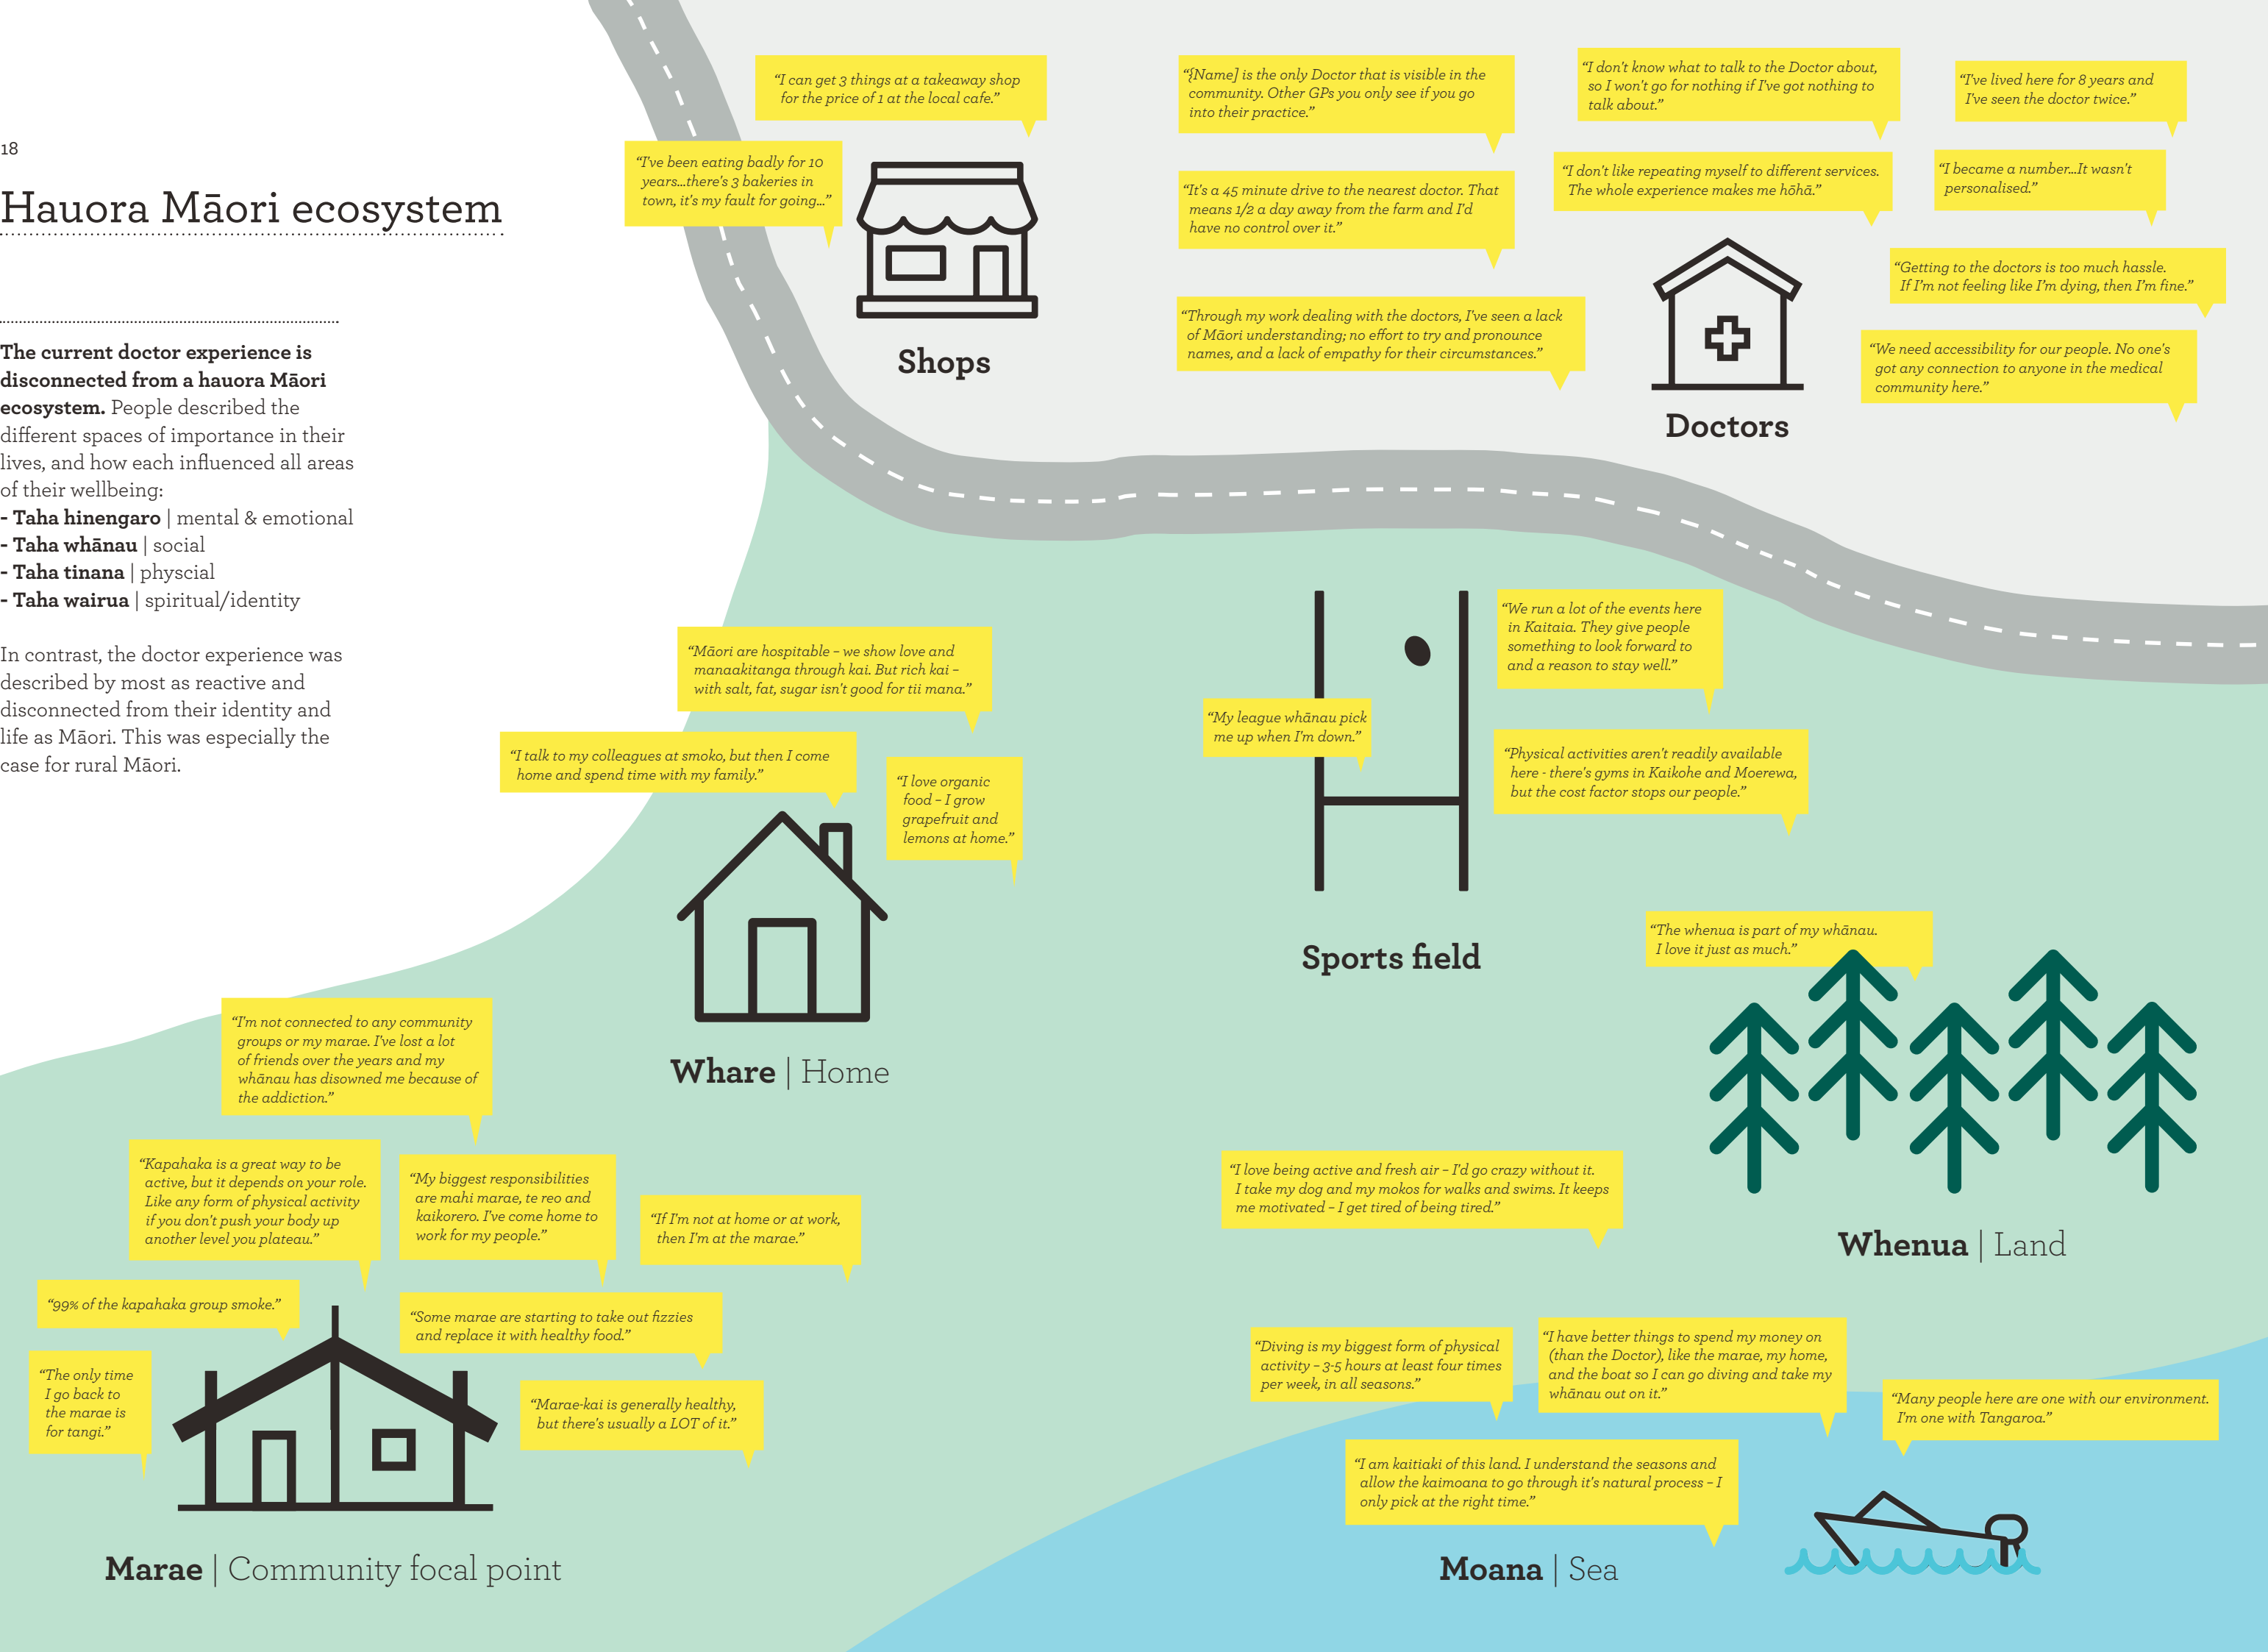 18
Hauora Māori ecosystem
The current doctor experience is
disconnected from a hauora Māori
ecosystem. People described the
different spaces of importance in their
lives, and how each influenced all areas
of their wellbeing:
- Taha hinengaro | mental & emotional
- Taha whānau | social
- Taha tinana | physcial
- Taha wairua | spiritual/identity
In contrast, the doctor experience was
described by most as reactive and
disconnected from their identity and
life as Māori. This was especially the
case for rural Māori.
“I can get 3 things at a takeaway shop
for the price of 1 at the local cafe.”
“I've been eating badly for 10
years...there's 3 bakeries in
town, it's my fault for going...”
Shops
“{Name] is the only Doctor that is visible in the
community. Other GPs you only see if you go
into their practice.”
“It's a 45 minute drive to the nearest doctor. That
means 1/2 a day away from the farm and I'd
have no control over it.”
“Through my work dealing with the doctors, I've seen a lack
of Māori understanding; no effort to try and pronounce
names, and a lack of empathy for their circumstances.”
“I don't know what to talk to the Doctor about,
so I won't go for nothing if I've got nothing to
talk about.”
“I don't like repeating myself to different services.
The whole experience makes me hōhā.”
“I've lived here for 8 years and
I've seen the doctor twice.”
“I became a number...It wasn't
personalised.”
“Getting to the doctors is too much hassle.
If I’m not feeling like I’m dying, then I’m fine.”
“We need accessibility for our people. No one's
got any connection to anyone in the medical
community here.”
Doctors
“Māori are hospitable – we show love and
manaakitanga through kai. But rich kai –
with salt, fat, sugar isn't good for tii mana.”
“I talk to my colleagues at smoko, but then I come
home and spend time with my family.”
“I love organic
food – I grow
grapefruit and
lemons at home.”
Whare | Home
“We run a lot of the events here
in Kaitaia. They give people
something to look forward to
and a reason to stay well.”
“My league whānau pick
me up when I'm down.”
“Physical activities aren't readily available
here - there's gyms in Kaikohe and Moerewa,
but the cost factor stops our people.”
Sports field
“The whenua is part of my whānau.
I love it just as much.”
“I love being active and fresh air – I'd go crazy without it.
I take my dog and my mokos for walks and swims. It keeps
me motivated – I get tired of being tired.”
Whenua | Land
“I'm not connected to any community
groups or my marae. I've lost a lot
of friends over the years and my
whānau has disowned me because of
the addiction.”
“Kapahaka is a great way to be
active, but it depends on your role.
Like any form of physical activity
if you don't push your body up
another level you plateau.”
“My biggest responsibilities
are mahi marae, te reo and
kaikorero. I've come home to
work for my people.”
“If I'm not at home or at work,
then I'm at the marae.”
“99% of the kapahaka group smoke.”
“Some marae are starting to take out fizzies
and replace it with healthy food.”
“The only time
I go back to
the marae is
for tangi.”
“Marae-kai is generally healthy,
but there's usually a LOT of it.”
Marae | Community focal point
“Diving is my biggest form of physical
activity – 3-5 hours at least four times
per week, in all seasons.”
“I have better things to spend my money on
(than the Doctor), like the marae, my home,
and the boat so I can go diving and take my
whānau out on it.”
“Many people here are one with our environment.
I'm one with Tangaroa.”
“I am kaitiaki of this land. I understand the seasons and
allow the kaimoana to go through it's natural process – I
only pick at the right time.”
Moana | Sea